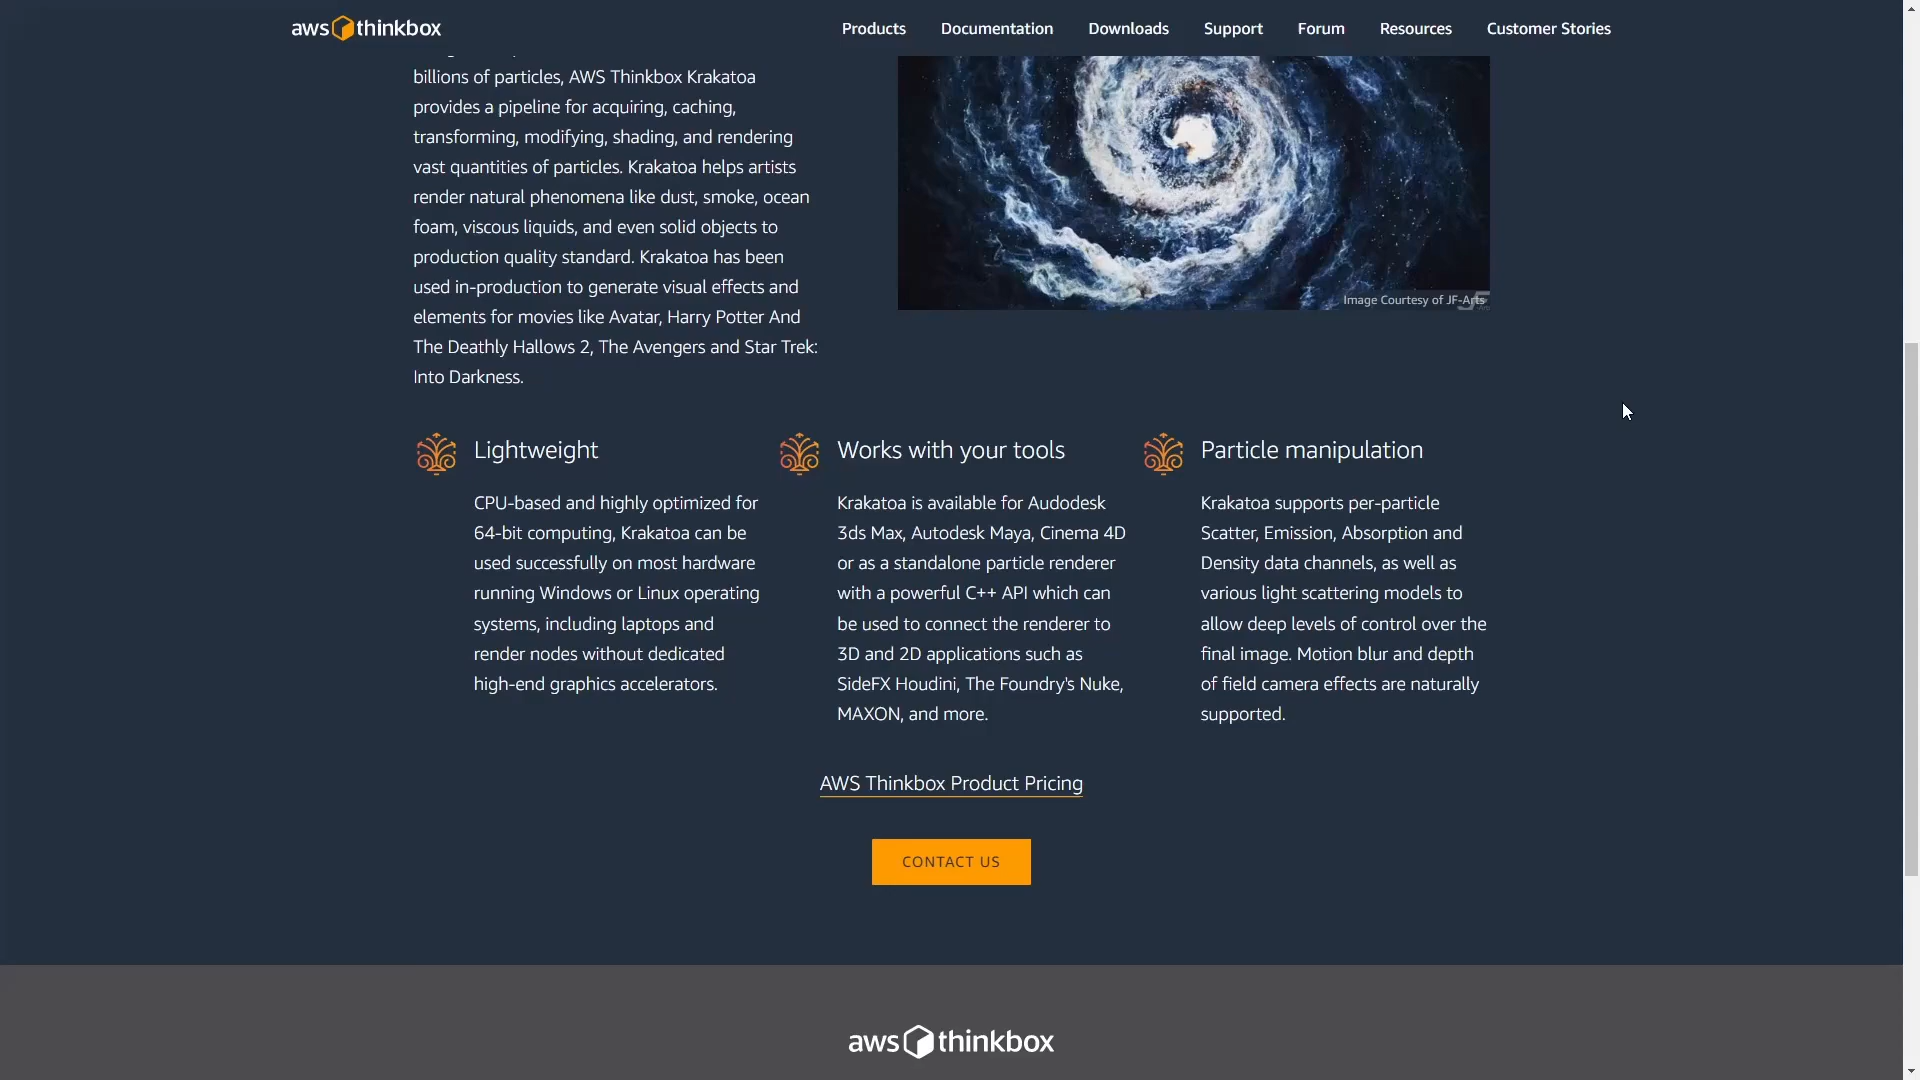 aws thinkbox
Products Documentation Downloads Support Forum Resources Customer Stories
billions of particles, AWS Thinkbox Krakatoa
provides a pipeline for acquiring, caching,
transforming, modifying, shading, and rendering
vast quantities of particles. Krakatoa helps artists
render natural phenomena like dust, smoke, ocean
foam, viscous liquids, and even solid objects to
production quality standard. Krakatoa has been
used in-production to generate visual effects and
elements for movies like Avatar, Harry Potter And
The Deathly Hallows 2, The Avengers and Star Trek:
Into Darkness.
Image Courtesy of JF-Arts
Lightweight
CPU-based and highly optimized for
64-bit computing, Krakatoa can be
used successfully on most hardware
running Windows or Linux operating
systems, including laptops and
render nodes without dedicated
high-end graphics accelerators.
Works with your tools
Krakatoa is available for Audodesk
3ds Max, Autodesk Maya, Cinema 4D
or as a standalone particle renderer
with a powerful C++ API which can
be used to connect the renderer to
3D and 2D applications such as
SideFX Houdini, The Foundry's Nuke,
MAXON, and more.
Particle manipulation
Krakatoa supports per-particle
Scatter, Emission, Absorption and
Density data channels, as well as
various light scattering models to
allow deep levels of control over the
final image. Motion blur and depth
of field camera effects are naturally
supported.
AWS Thinkbox Product Pricing
CONTACT US
aws thinkbox